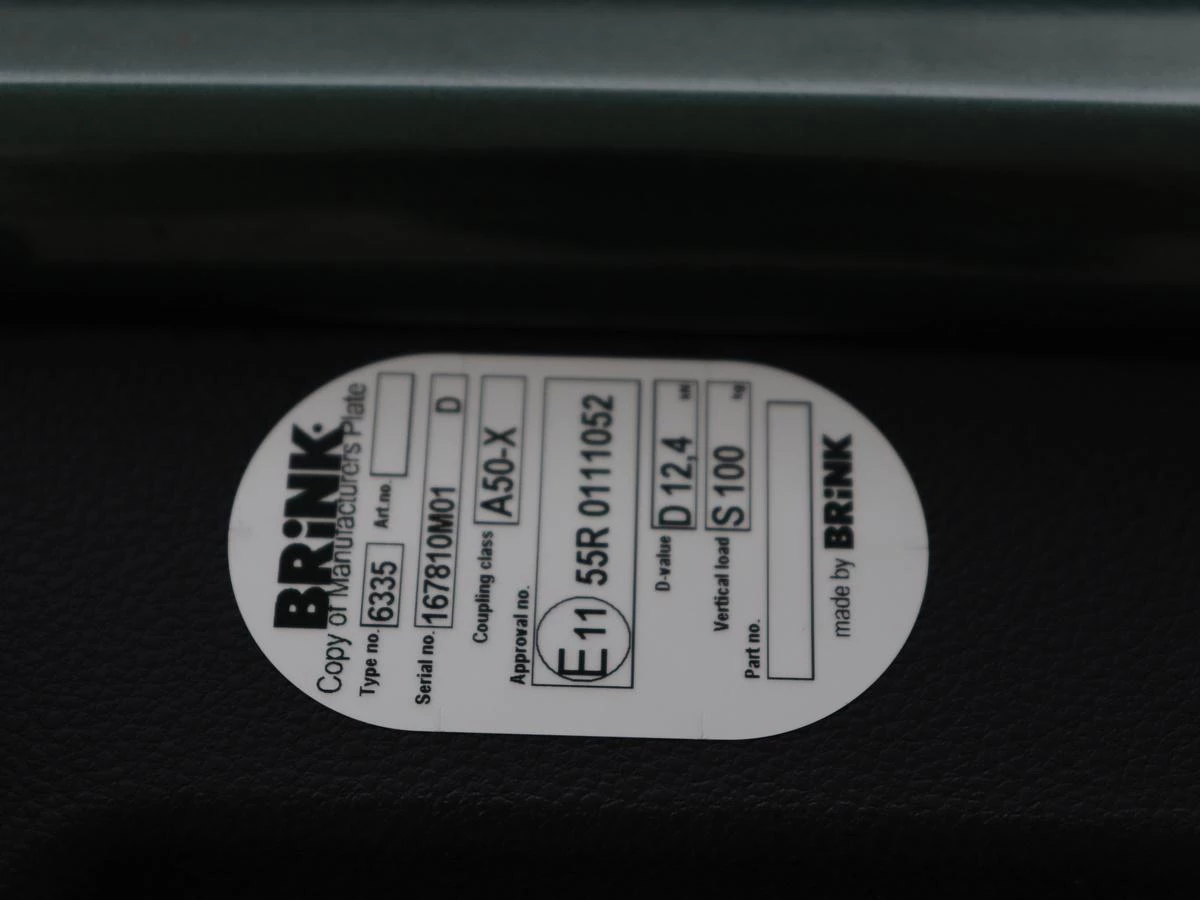 BRiNK
Copy of Manufacturers Plate
Type no. 6335 Art.no.
Serial no. 167810M01 D
Coupling class A50-X
Approval no.
E 11 55R 0111052
D-value D 12,4 kN
Vertical load S 100 kg
Part no.
made by BRiNK